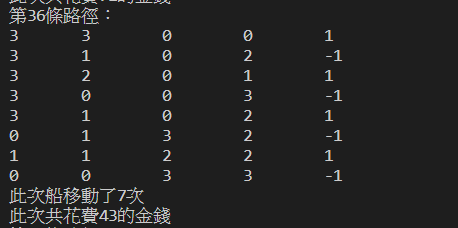 第36條路徑：
3 3 0 0 1
3 1 0 2 -1
3 2 0 1 1
3 0 0 3 -1
3 1 0 2 1
0 1 3 2 -1
1 1 2 2 1
0 0 3 3 -1
此次船移動了7次
此次共花費43的金錢